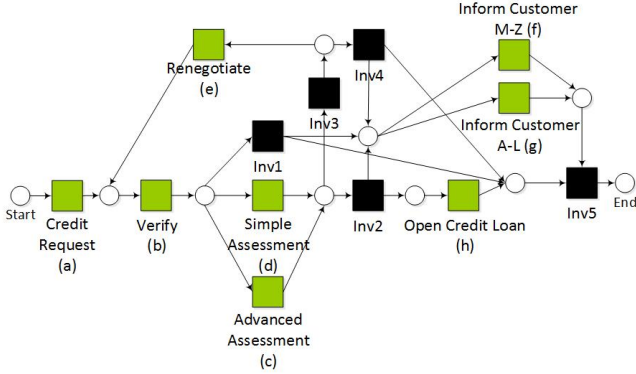 Inform Customer
M-Z (f)
Renegotiate
(e)
Inv4
Inv3
Inform Customer
A-L (g)
Inv1
Start
Credit
Request
(a)
Verify
(b)
Simple
Assessment
(d)
Inv2
Open Credit Loan
(h)
Inv5
End
Advanced
Assessment
(c)